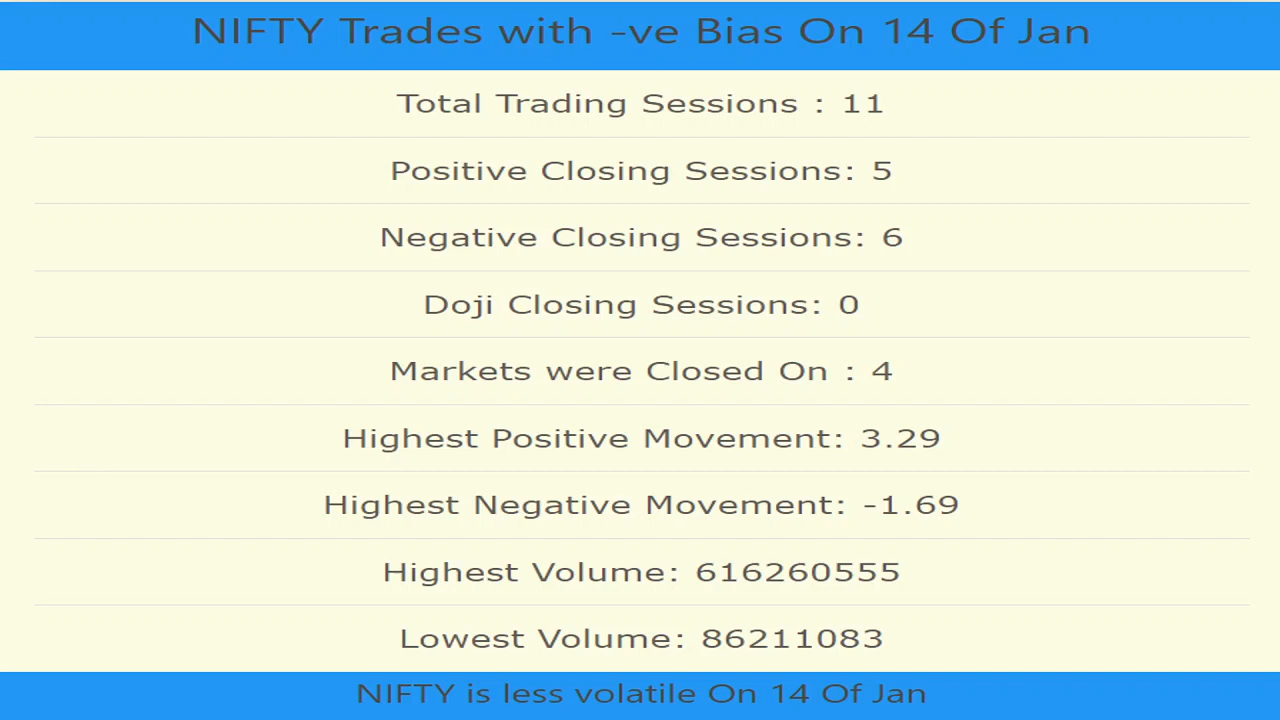 NIFTY Trades with -ve Bias On 14 Of Jan
Total Trading Sessions : 11
Positive Closing Sessions: 5
Negative Closing Sessions: 6
Doji Closing Sessions: 0
Markets were Closed On : 4
Highest Positive Movement: 3.29
Highest Negative Movement: -1.69
Highest Volume: 616260555
Lowest Volume: 86211083
NIFTY is less volatile On 14 Of Jan